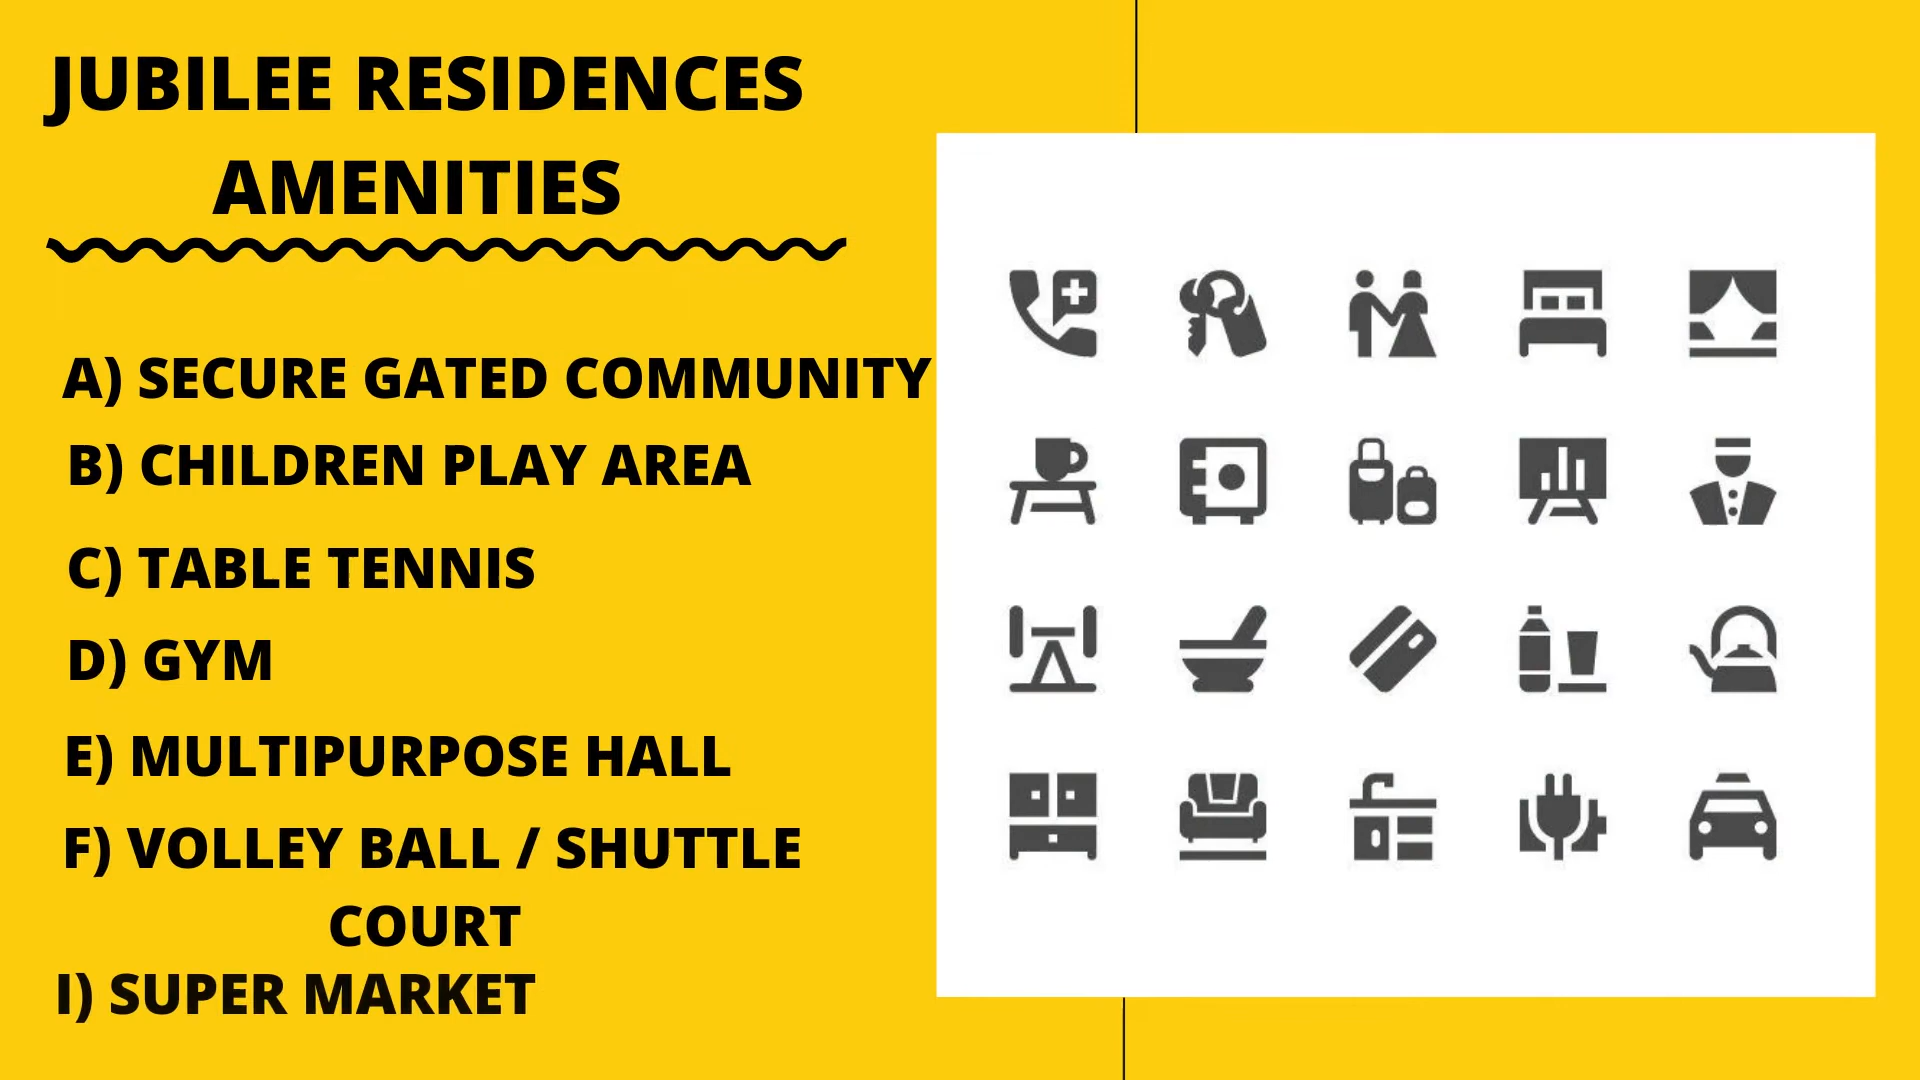 JUBILEE RESIDENCES
AMENITIES
A) SECURE GATED COMMUNITY
B) CHILDREN PLAY AREA
C) TABLE TENNIS
D) GYM
E) MULTIPURPOSE HALL
F) VOLLEY BALL / SHUTTLE
COURT
I) SUPER MARKET